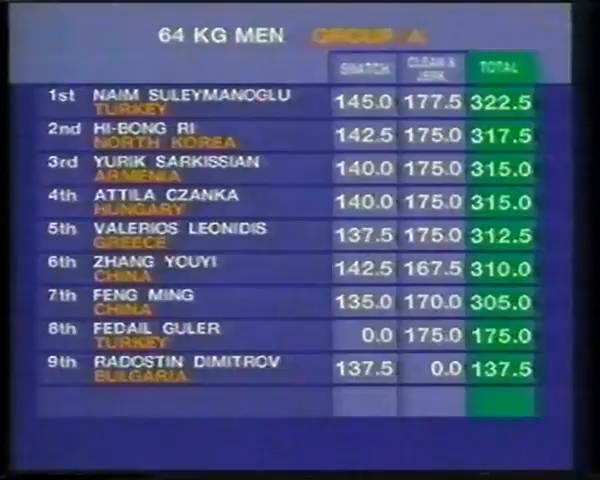 64 KG MEN GROUP A
SNATCH CLEAN & JERK TOTAL
1st NAIM SULEYMANOGLU 145.0 177.5 322.5
TURKEY
2nd HI-BONG RI 142.5 175.0 317.5
NORTH KOREA
3rd YURIK SARKISSIAN 140.0 175.0 315.0
ARMENIA
4th ATTILA CZANKA 140.0 175.0 315.0
HUNGARY
5th VALERIOS LEONIDIS 137.5 175.0 312.5
GREECE
6th ZHANG YOUYI 142.5 167.5 310.0
CHINA
7th FENG MING 135.0 170.0 305.0
CHINA
8th FEDAIL GULER 0.0 175.0 175.0
TURKEY
9th RADOSTIN DIMITROV 137.5 0.0 137.5
BULGARIA